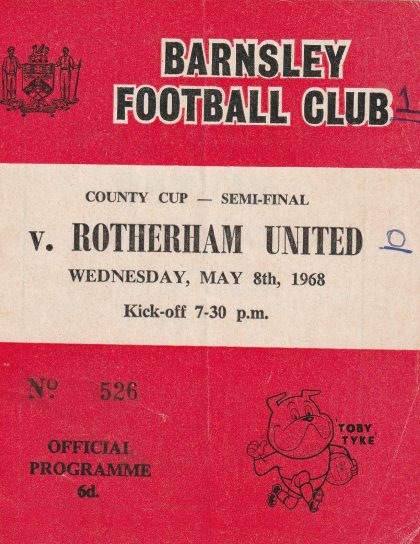 BARNSLEY
FOOTBALL CLUB 1
COUNTY CUP — SEMI-FINAL
v. ROTHERHAM UNITED 0
WEDNESDAY, MAY 8th, 1968
Kick-off 7-30 p.m.
Nº 526
OFFICIAL
PROGRAMME
6d.
TOBY
TYKE